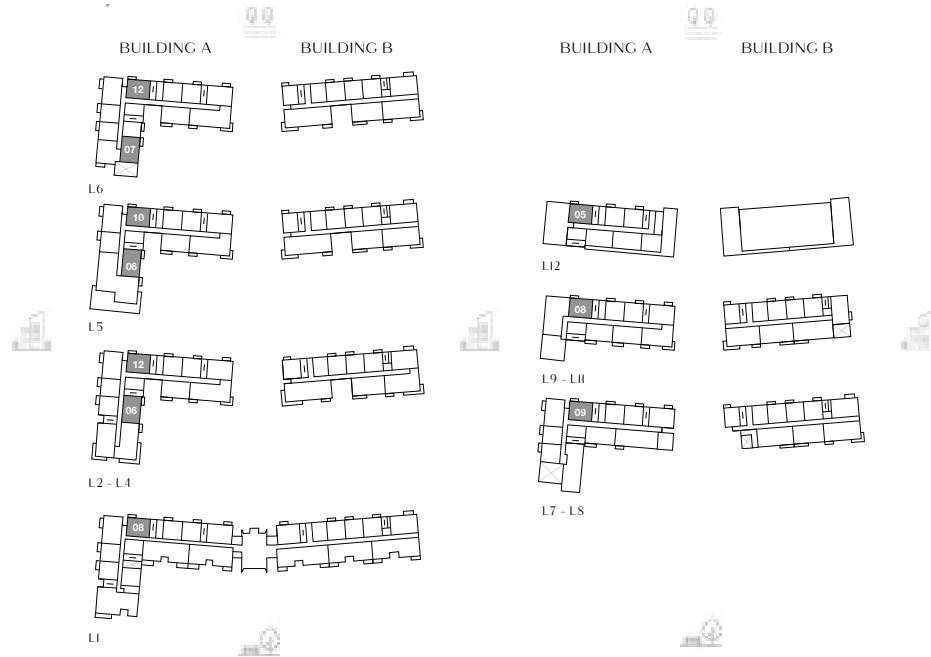 BUILDING A
BUILDING B
12
07
L6
10
06
L5
12
06
L2 - L4
08
L1
BUILDING A
BUILDING B
05
L12
08
L9 - L11
09
L7 - L8